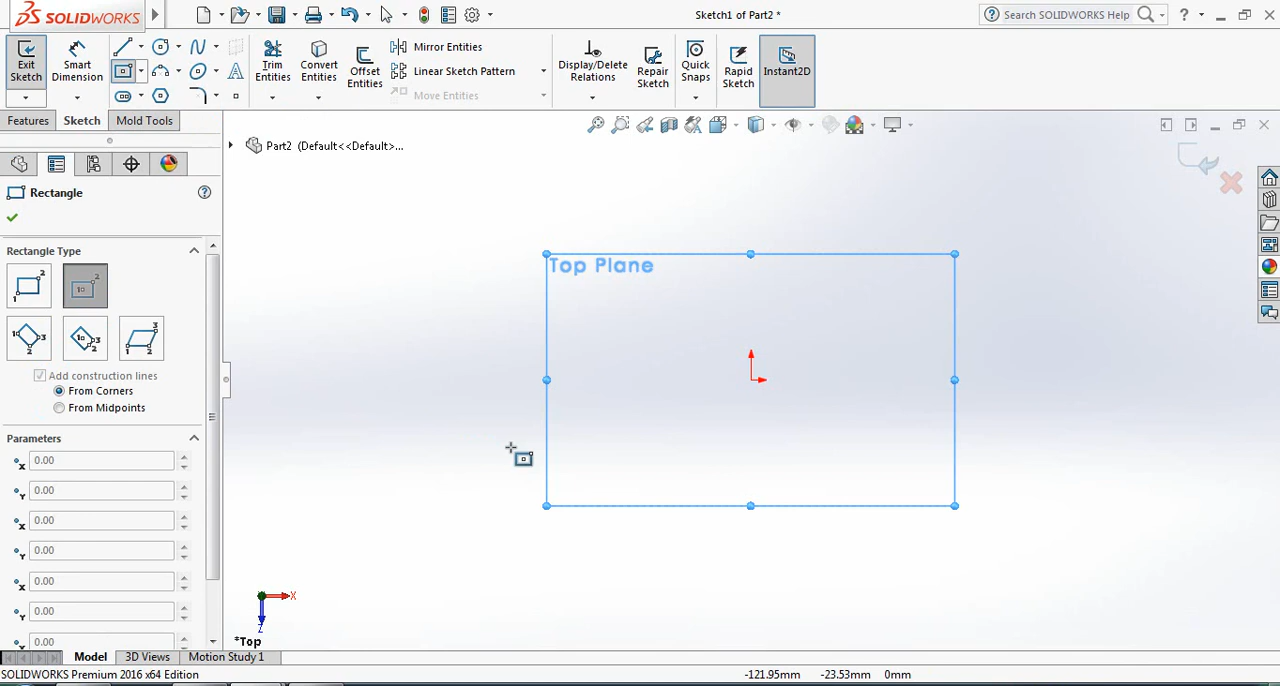 SOLIDWORKS
Sketch1 of Part2 *
Search SOLIDWORKS Help
?
Exit Sketch
Smart Dimension
Trim Entities
Convert Entities
Offset Entities
Mirror Entities
Linear Sketch Pattern
Move Entities
Display/Delete Relations
Repair Sketch
Quick Snaps
Rapid Sketch
Instant2D
Features
Sketch
Mold Tools
Part2 (Default<<Default>...
Rectangle
?
Rectangle Type
Add construction lines
From Corners
From Midpoints
Parameters
0.00
0.00
0.00
0.00
0.00
0.00
0.00
Top Plane
X
Z
*Top
Model
3D Views
Motion Study 1
SOLIDWORKS Premium 2016 x64 Edition
-121.95mm
-23.53mm
0mm